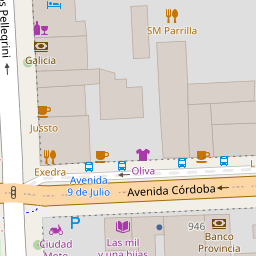 s Pellegrini
SM Parrilla
Galicia
Jussto
Exedra
Oliva
L
Avenida
9 de Julio
Avenida Córdoba
946
Ciudad
Moto
Las mil
y una hijas
Banco
Provincia